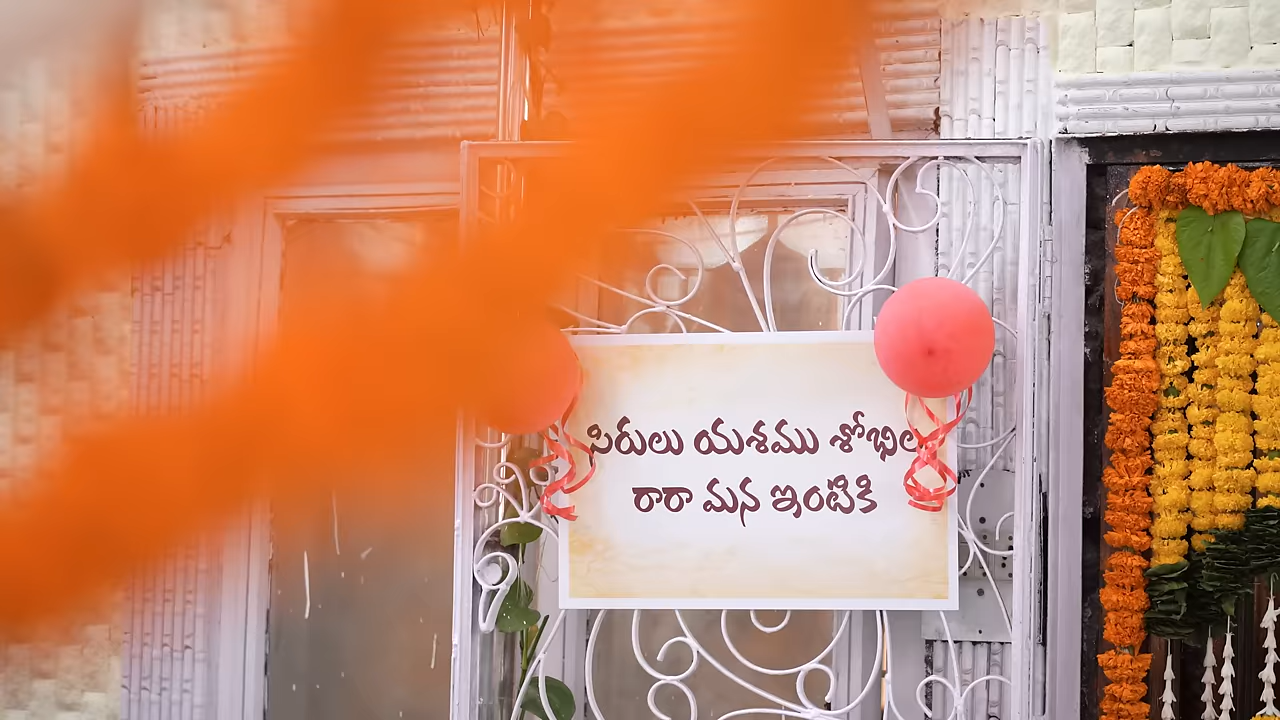 సిరులు యశము శోభిల
రారా మన ఇంటికి